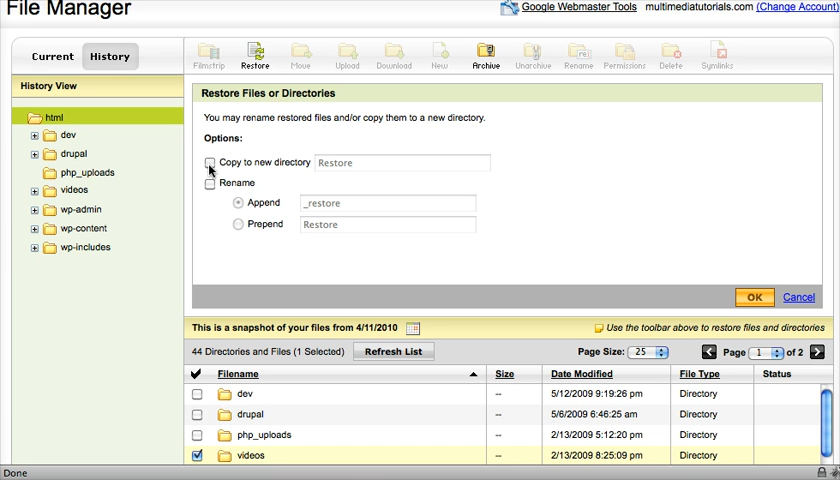 File Manager
Google Webmaster Tools multimediatutorials.com (Change Account)
Current History
Filmstrip Restore Move Upload Download New Archive Unarchive Rename Permissions Delete Symlinks
History View
html
dev
drupal
php_uploads
videos
wp-admin
wp-content
wp-includes
Restore Files or Directories
You may rename restored files and/or copy them to a new directory.
Options:
Copy to new directory Restore
Rename
Append _restore
Prepend Restore
OK Cancel
This is a snapshot of your files from 4/11/2010 Use the toolbar above to restore files and directories
44 Directories and Files (1 Selected) Refresh List Page Size: 25 Page 1 of 2
Filename Size Date Modified File Type Status
dev -- 5/12/2009 9:19:26 pm Directory
drupal -- 5/6/2009 6:46:25 am Directory
php_uploads -- 2/13/2009 5:12:20 pm Directory
videos -- 2/13/2009 8:25:09 pm Directory
Done